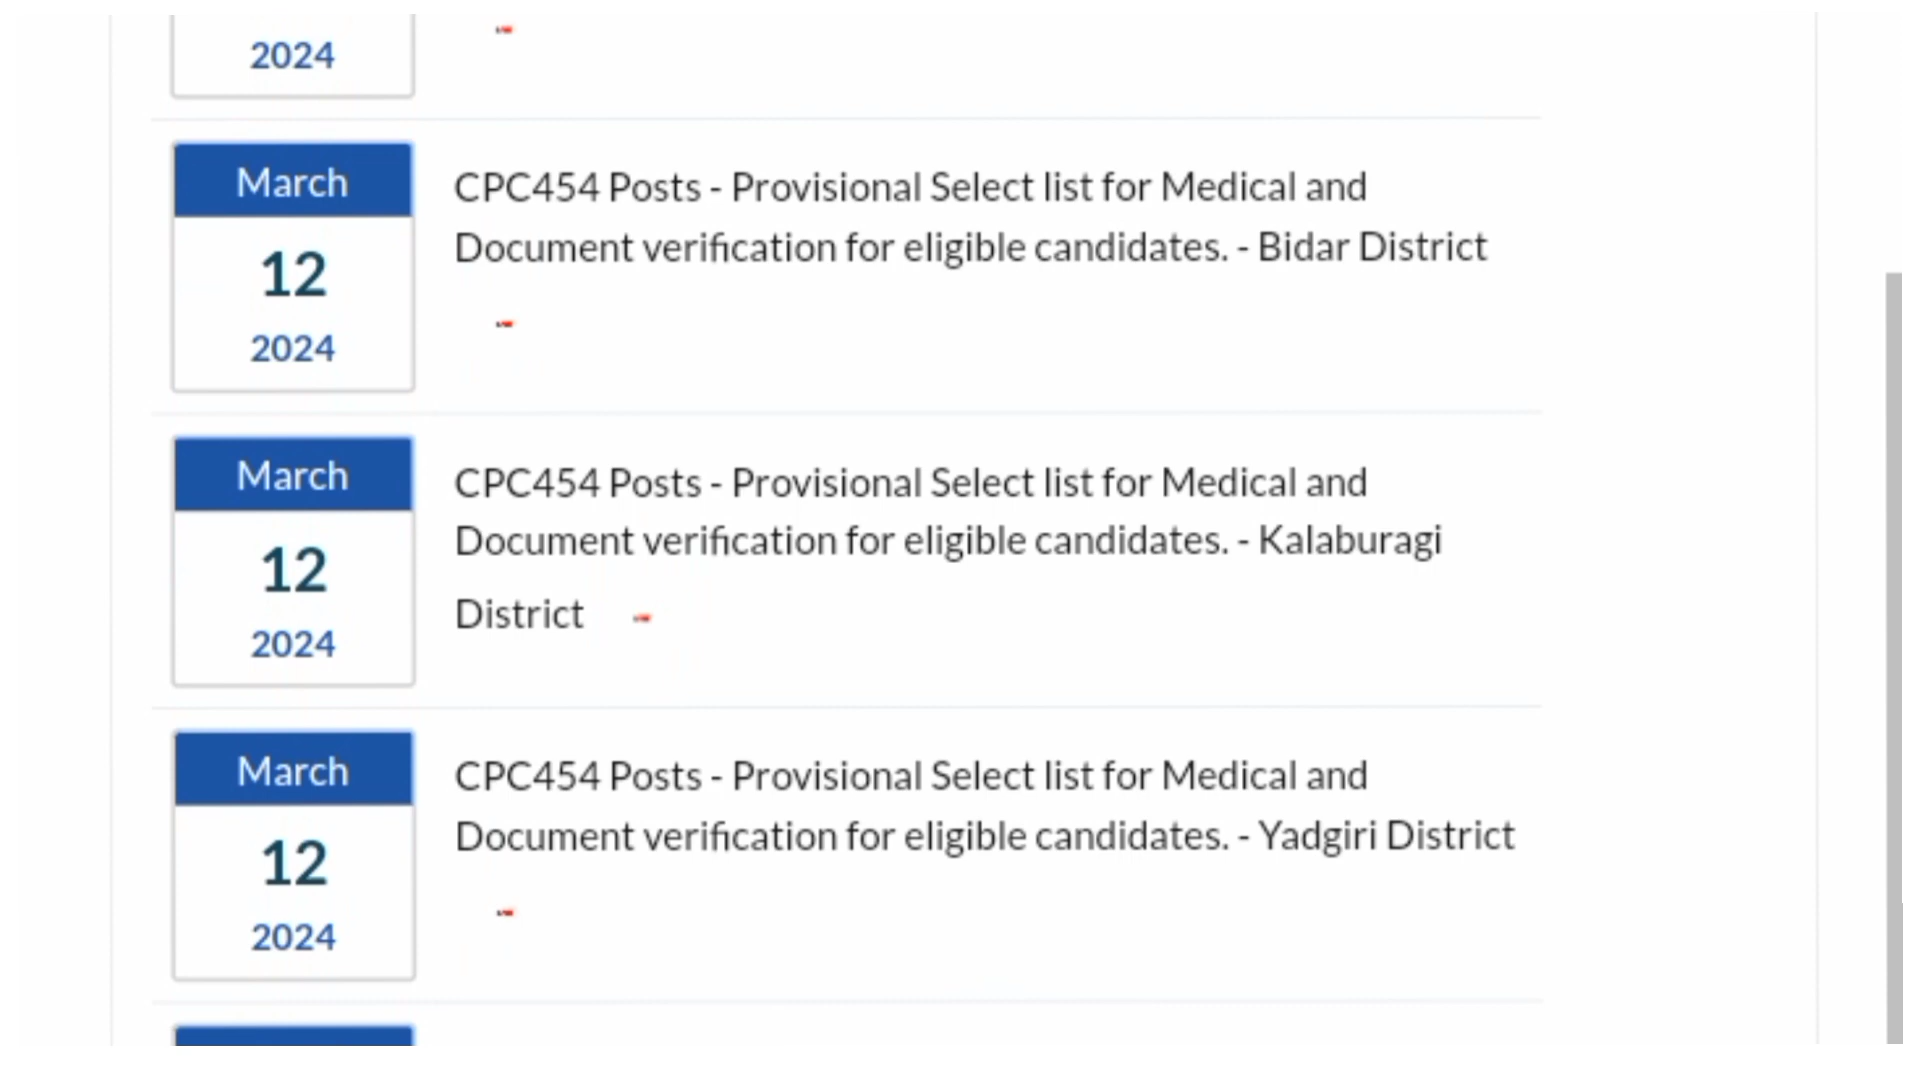 2024
March
12
2024
CPC454 Posts - Provisional Select list for Medical and
Document verification for eligible candidates. - Bidar District
March
12
2024
CPC454 Posts - Provisional Select list for Medical and
Document verification for eligible candidates. - Kalaburagi
District
March
12
2024
CPC454 Posts - Provisional Select list for Medical and
Document verification for eligible candidates. - Yadgiri District